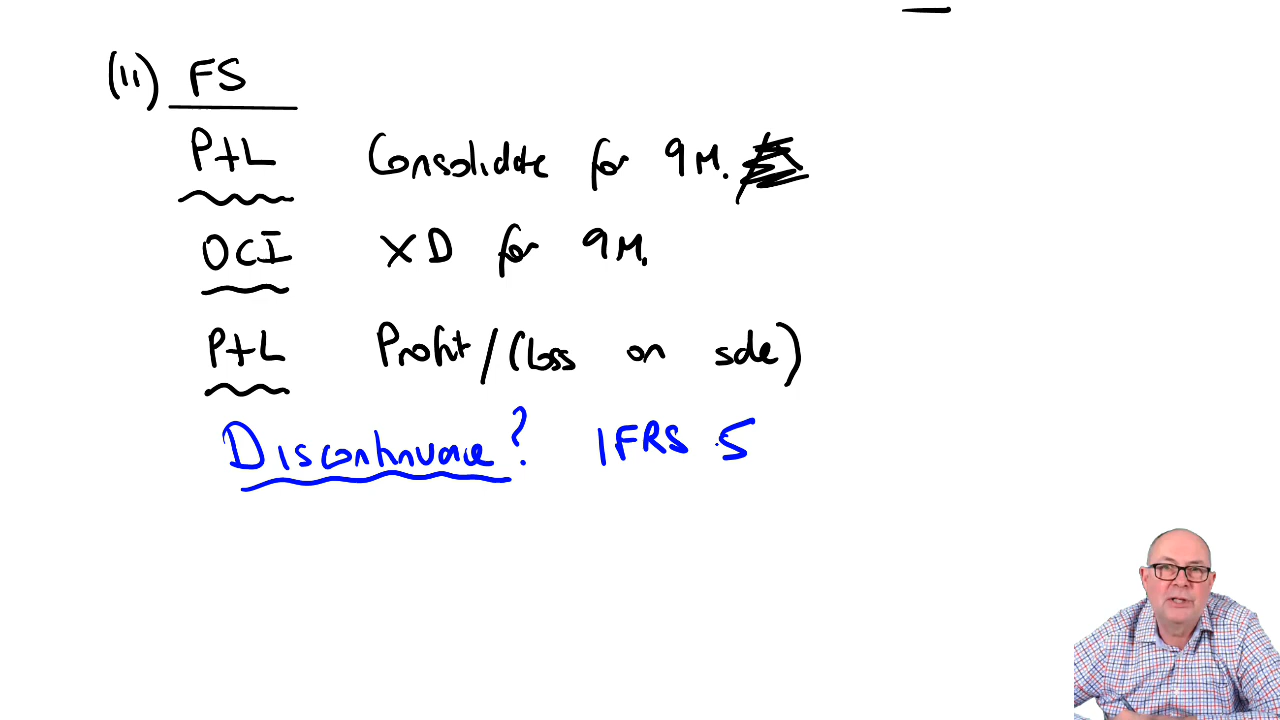 (ii) FS
P+L Consolidate for 9M.
OCI XD for 9M.
P+L Profit/(loss on sale)
Discontinuance? IFRS 5